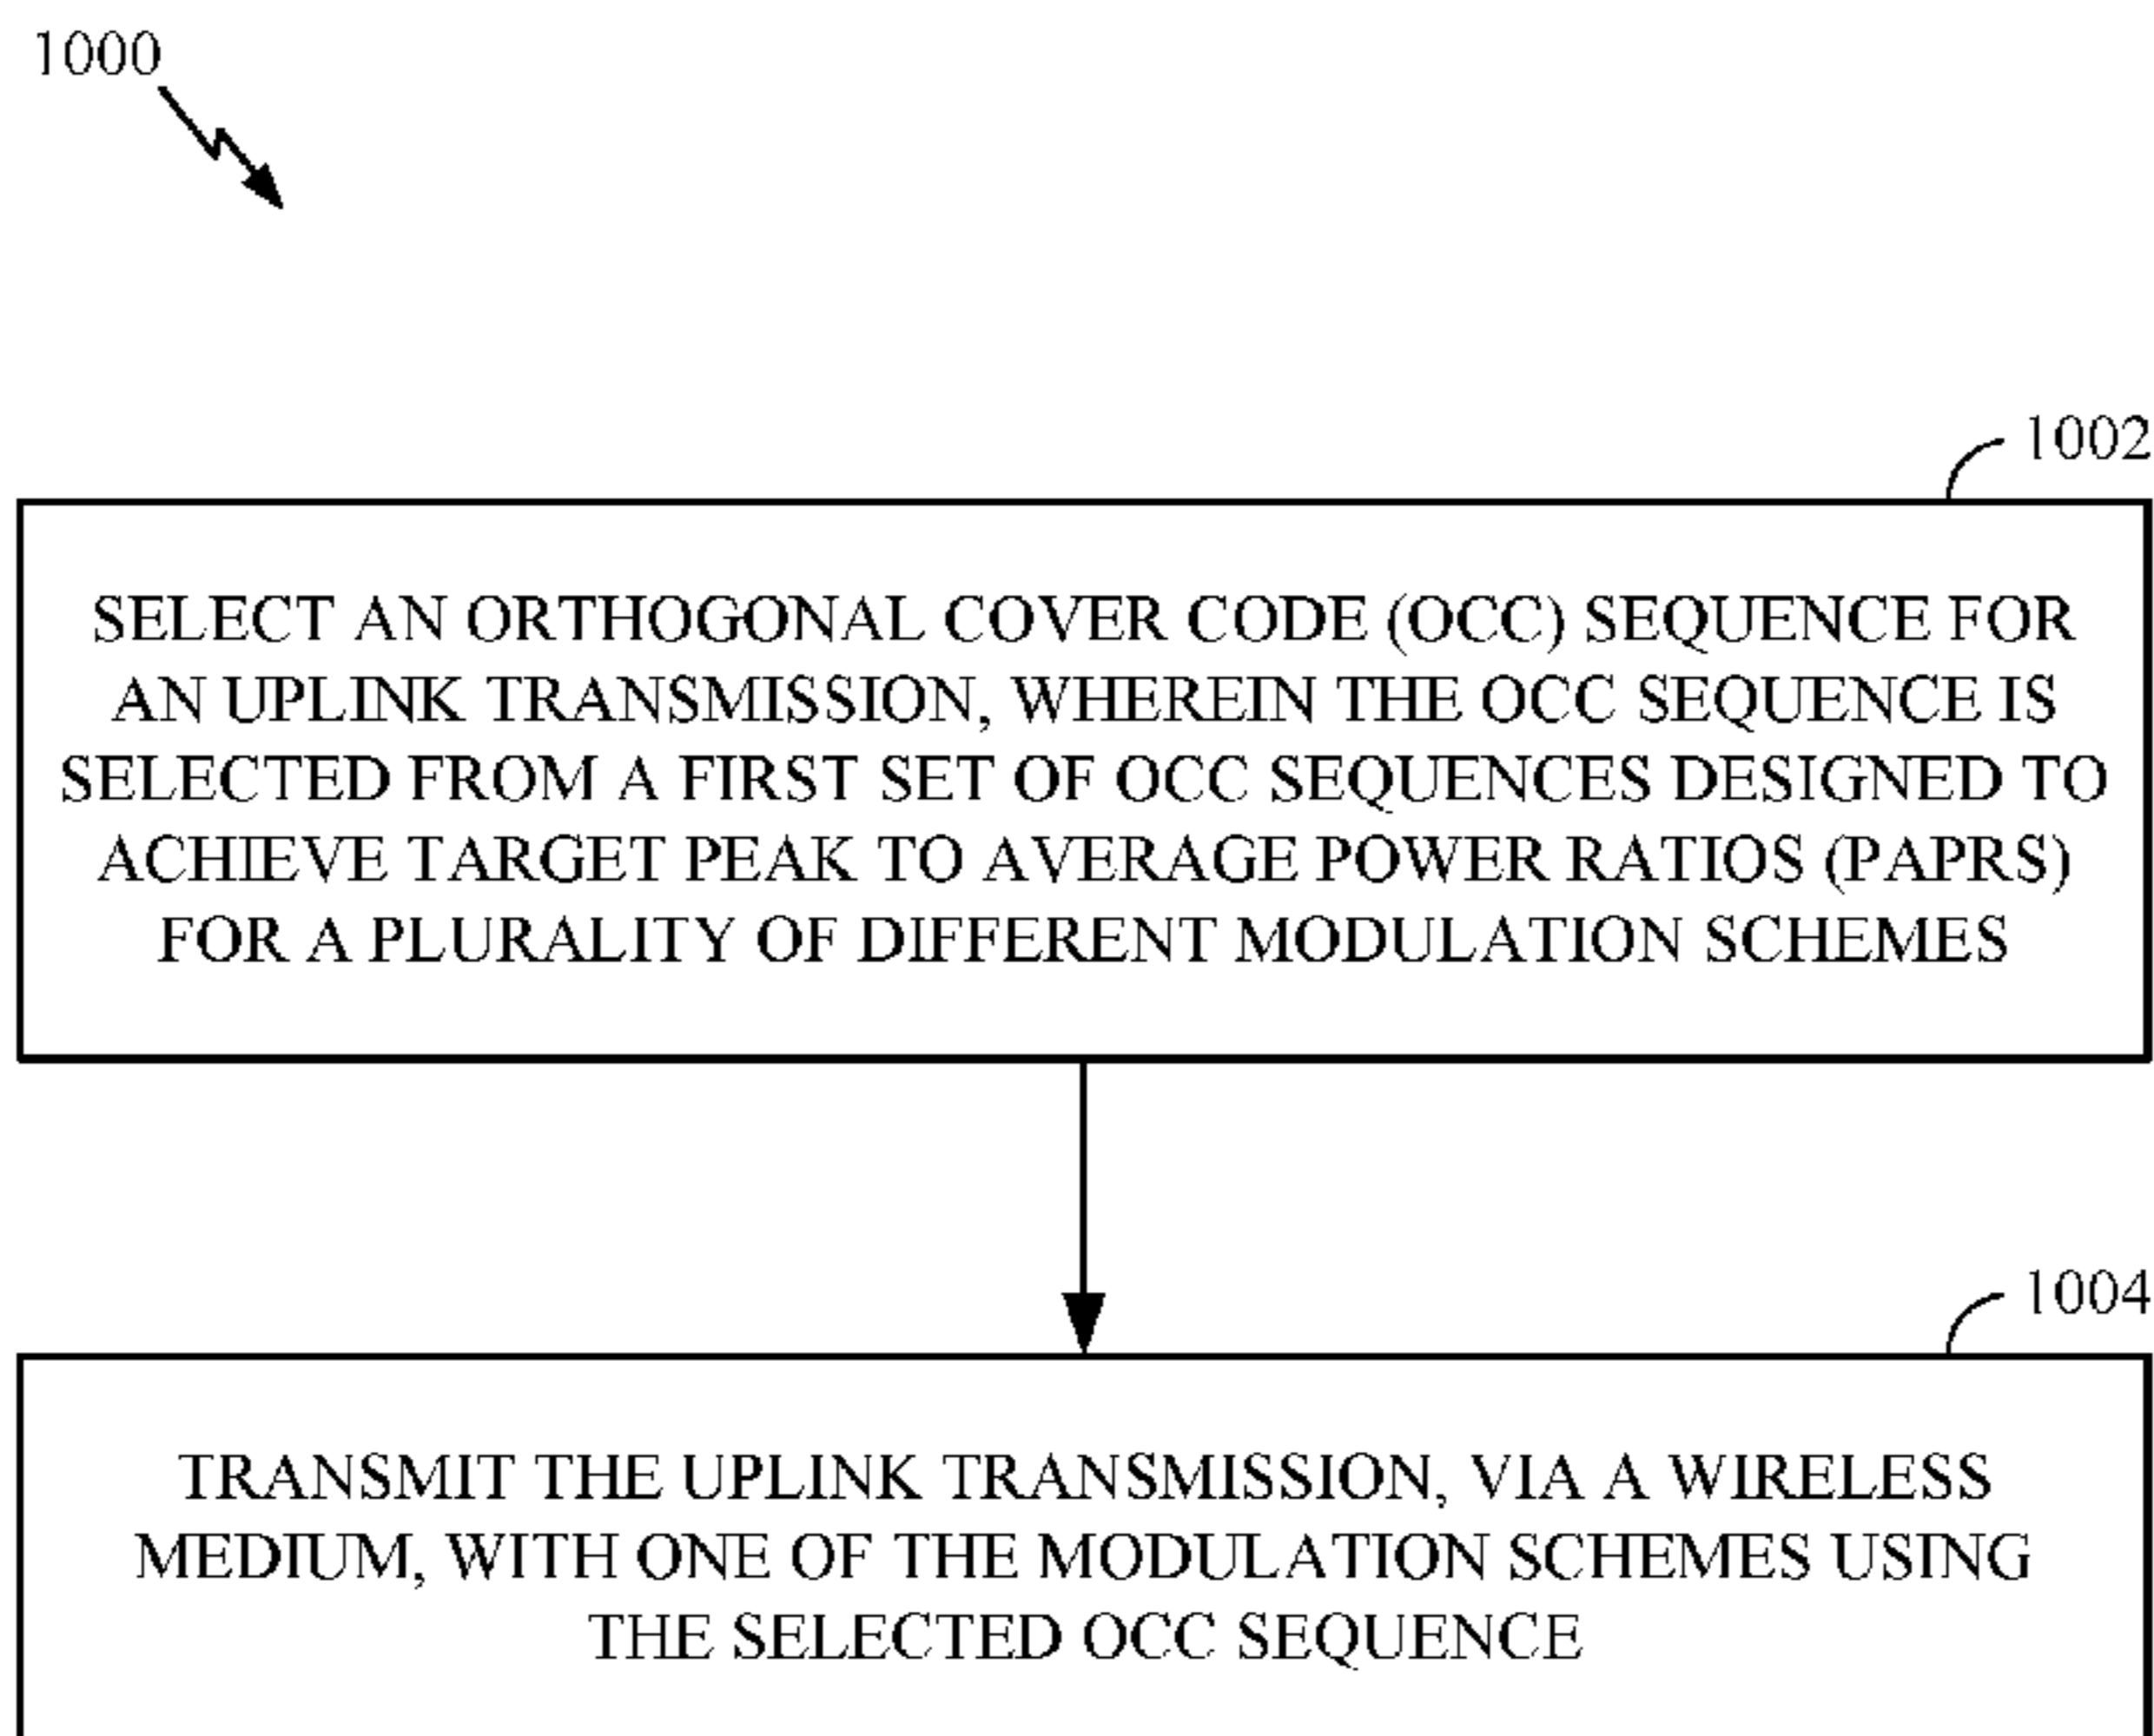 1000
1002
SELECT AN ORTHOGONAL COVER CODE (OCC) SEQUENCE FOR
AN UPLINK TRANSMISSION, WHEREIN THE OCC SEQUENCE IS
SELECTED FROM A FIRST SET OF OCC SEQUENCES DESIGNED TO
ACHIEVE TARGET PEAK TO AVERAGE POWER RATIOS (PAPRS)
FOR A PLURALITY OF DIFFERENT MODULATION SCHEMES
1004
TRANSMIT THE UPLINK TRANSMISSION, VIA A WIRELESS
MEDIUM, WITH ONE OF THE MODULATION SCHEMES USING
THE SELECTED OCC SEQUENCE